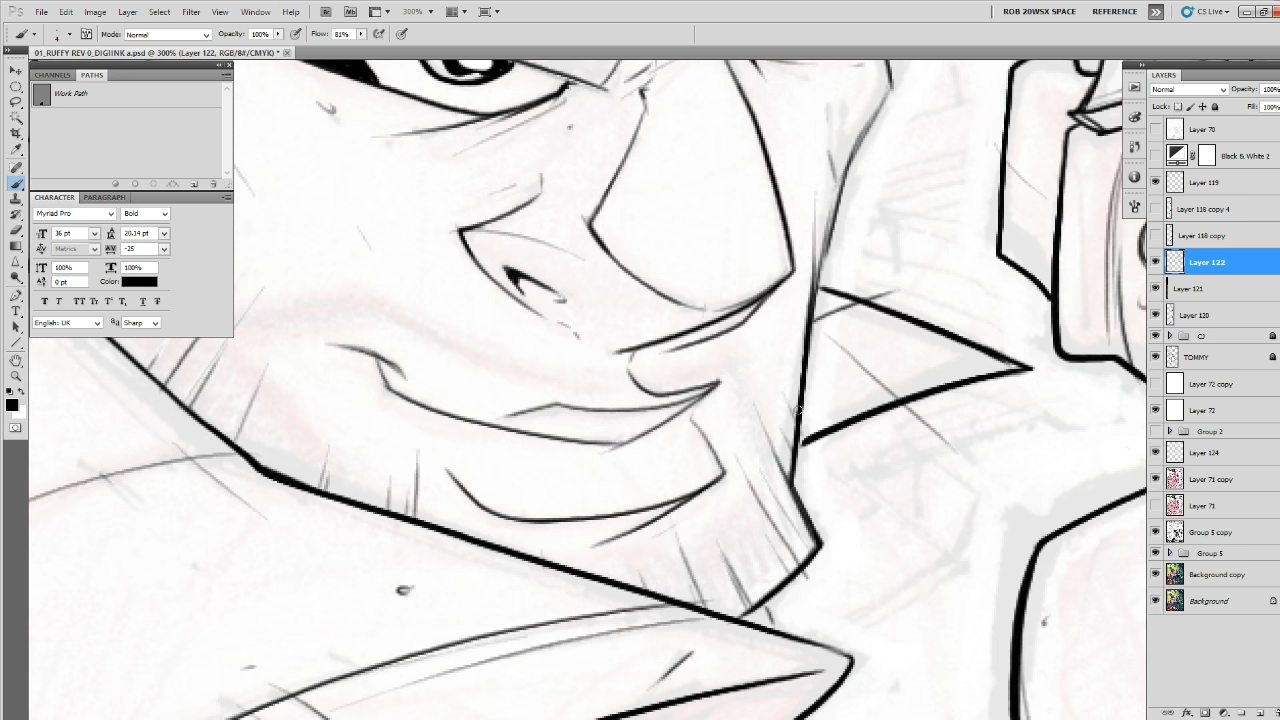 Ps File Edit Image Layer Select Filter View Window Help Br Mb 300% ROB 20WSX SPACE REFERENCE CS Live
4 Mode: Normal Opacity: 100% Flow: 81%
01_RUFFY REV 0_DIGIINK a.psd @ 300% (Layer 122, RGB/8#/CMYK) *
CHANNELS PATHS
Work Path
CHARACTER PARAGRAPH
Myriad Pro Bold
36 pt 20.14 pt
Metrics -25
100% 100%
0 pt Color:
English: UK Sharp
LAYERS
Normal Opacity: 100%
Lock: Fill: 100%
Layer 70
Black & White 2
Layer 119
Layer 118 copy 4
Layer 118 copy
Layer 122
Layer 121
Layer 120
CJ
TOMMY
Layer 72 copy
Layer 72
Group 2
Layer 124
Layer 71 copy
Layer 71
Group 5 copy
Group 5
Background copy
Background